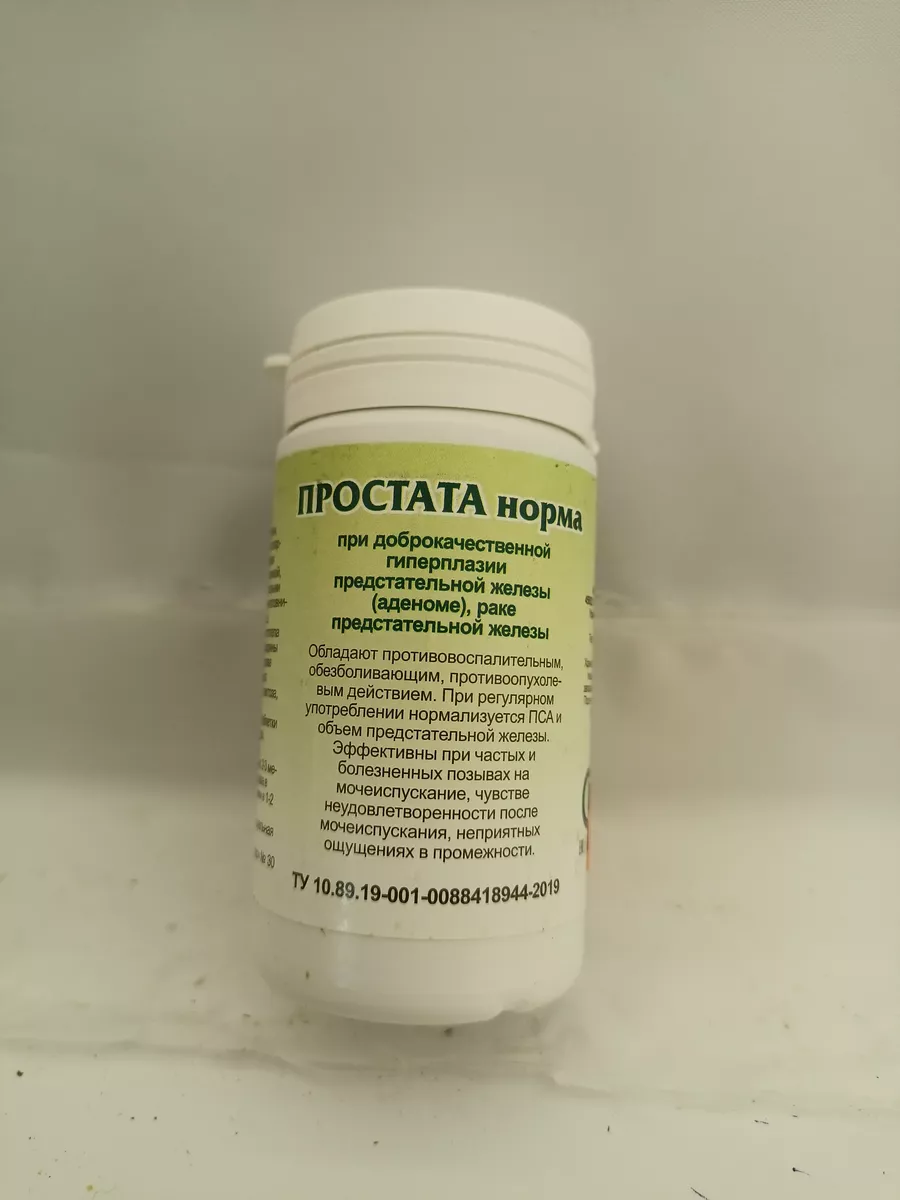 ПРОСТАТА норма
при доброкачественной
гиперплазии
предстательной железы
(аденоме), раке
предстательной железы
Обладают противовоспалительным,
обезболивающим, противоопухоле-
вым действием. При регулярном
употреблении нормализуется ПСА и
объем предстательной железы.
Эффективны при частых и
болезненных позывах на
мочеиспускание, чувстве
неудовлетворенности после
мочеиспускания, неприятных
ощущениях в промежности.
ТУ 10.89.19-001-0088418944-2019
№ 30